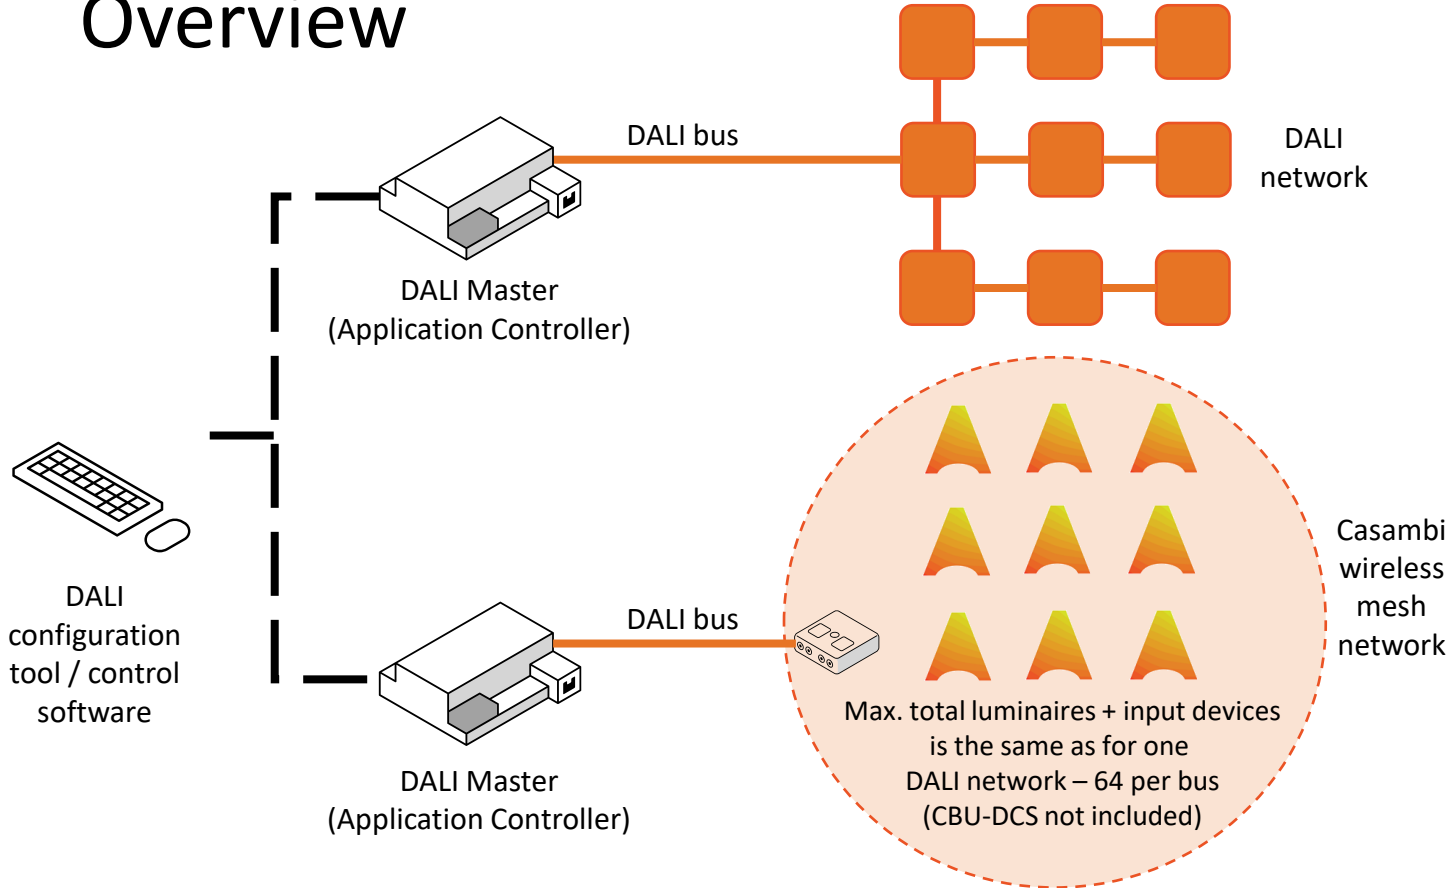 Overview
DALI bus
DALI
network
DALI Master
(Application Controller)
DALI
configuration
tool / control
software
DALI bus
DALI Master
(Application Controller)
Casambi
wireless
mesh
network
Max. total luminaires + input devices
is the same as for one
DALI network – 64 per bus
(CBU-DCS not included)